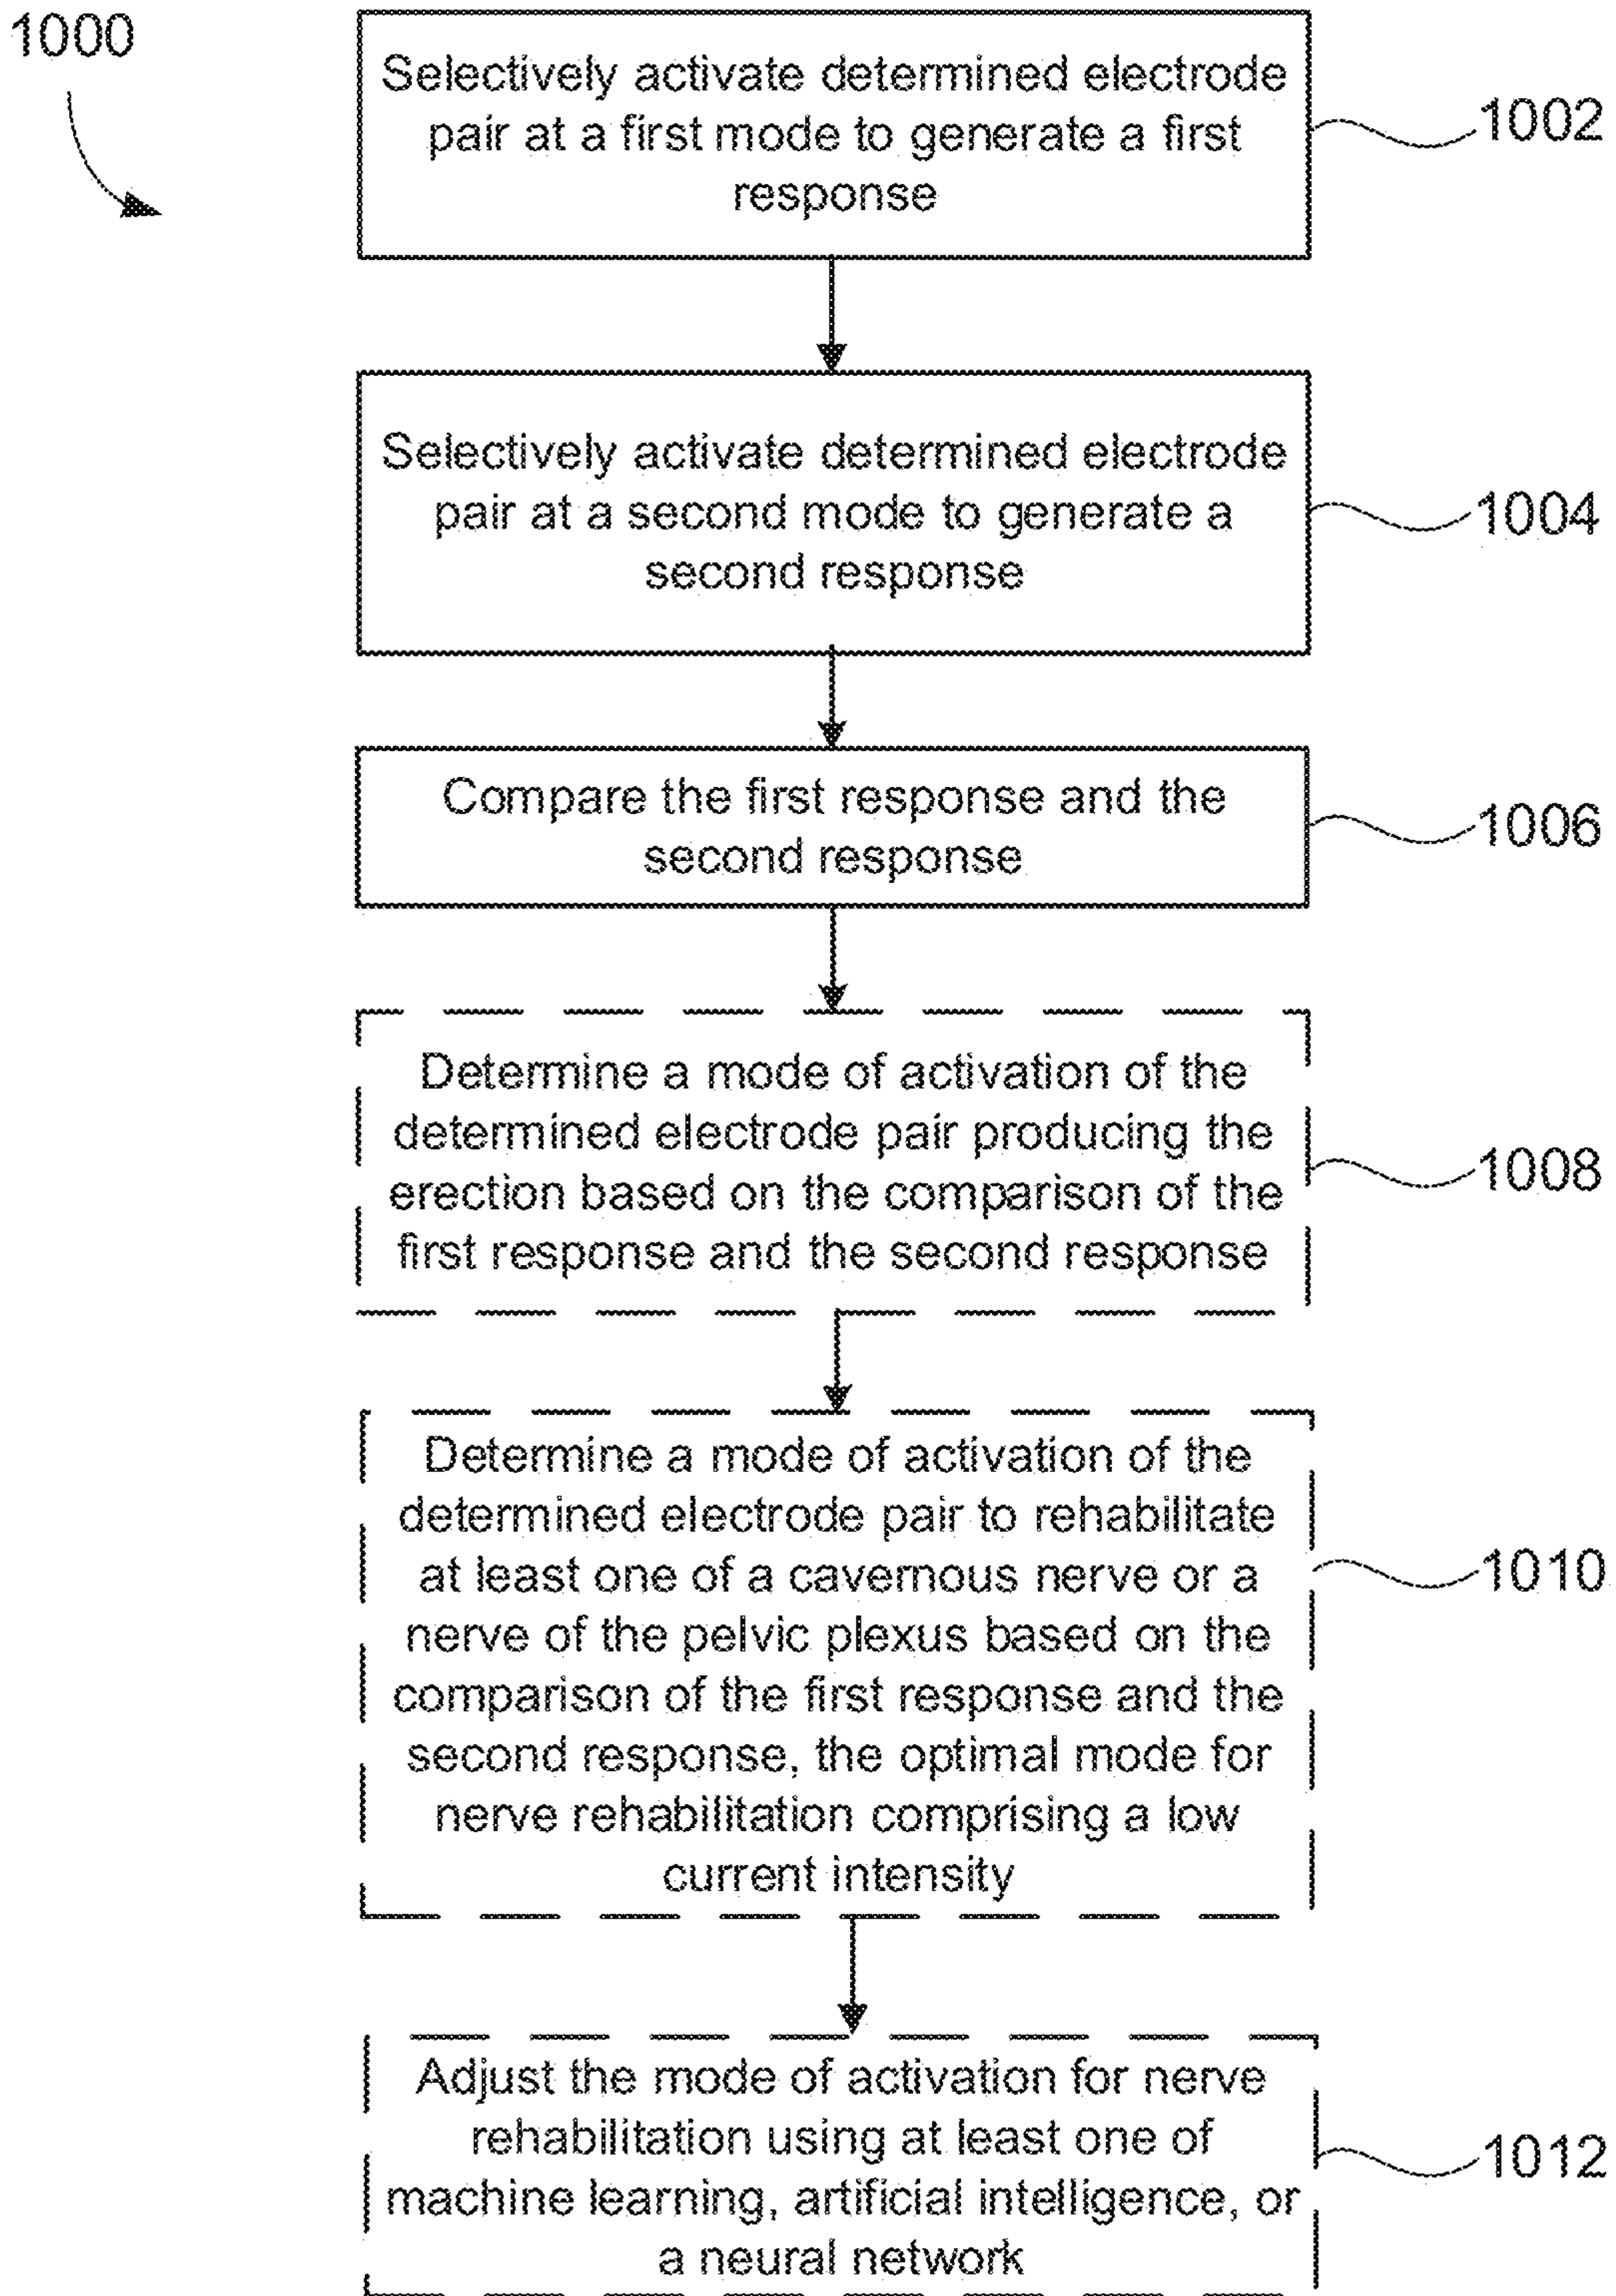 1000
Selectively activate determined electrode
pair at a first mode to generate a first
response
1002
Selectively activate determined electrode
pair at a second mode to generate a
second response
1004
Compare the first response and the
second response
1006
Determine a mode of activation of the
determined electrode pair producing the
erection based on the comparison of the
first response and the second response
1008
Determine a mode of activation of the
determined electrode pair to rehabilitate
at least one of a cavernous nerve or a
nerve of the pelvic plexus based on the
comparison of the first response and the
second response, the optimal mode for
nerve rehabilitation comprising a low
current intensity
1010
Adjust the mode of activation for nerve
rehabilitation using at least one of
machine learning, artificial intelligence, or
a neural network
1012